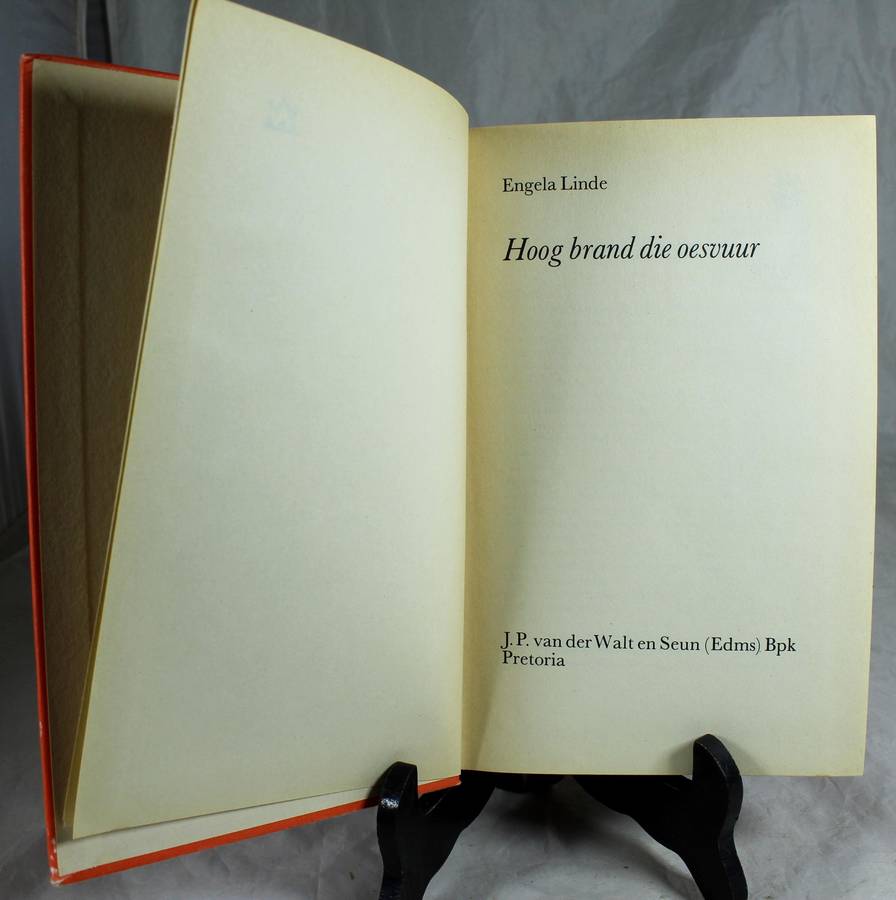 Engela Linde
Hoog brand die oesvuur
J. P. van der Walt en Seun (Edms) Bpk
Pretoria